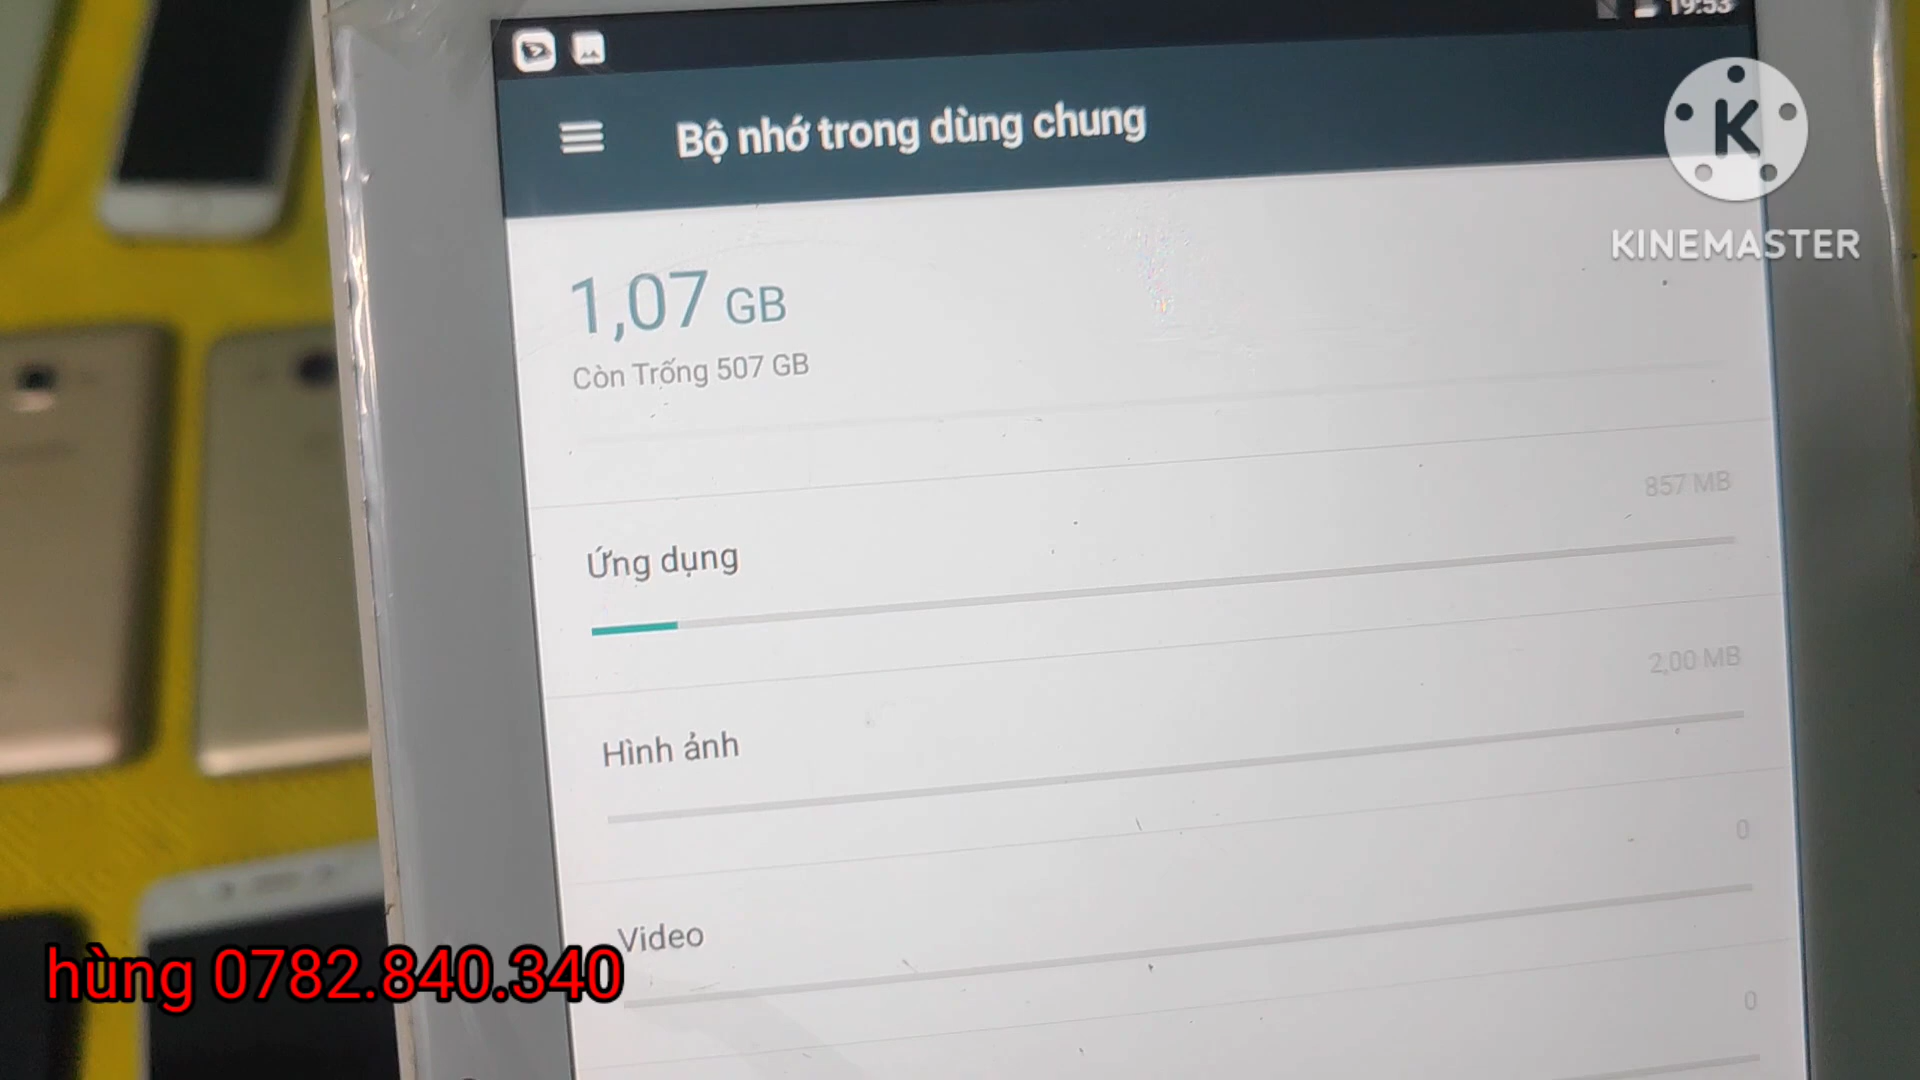 19:53
Bộ nhớ trong dùng chung
K
KINEMASTER
1,07 GB
Còn Trống 507 GB
857 MB
Ứng dụng
2,00 MB
Hình ảnh
0
Video
0
hùng 0782.840.340